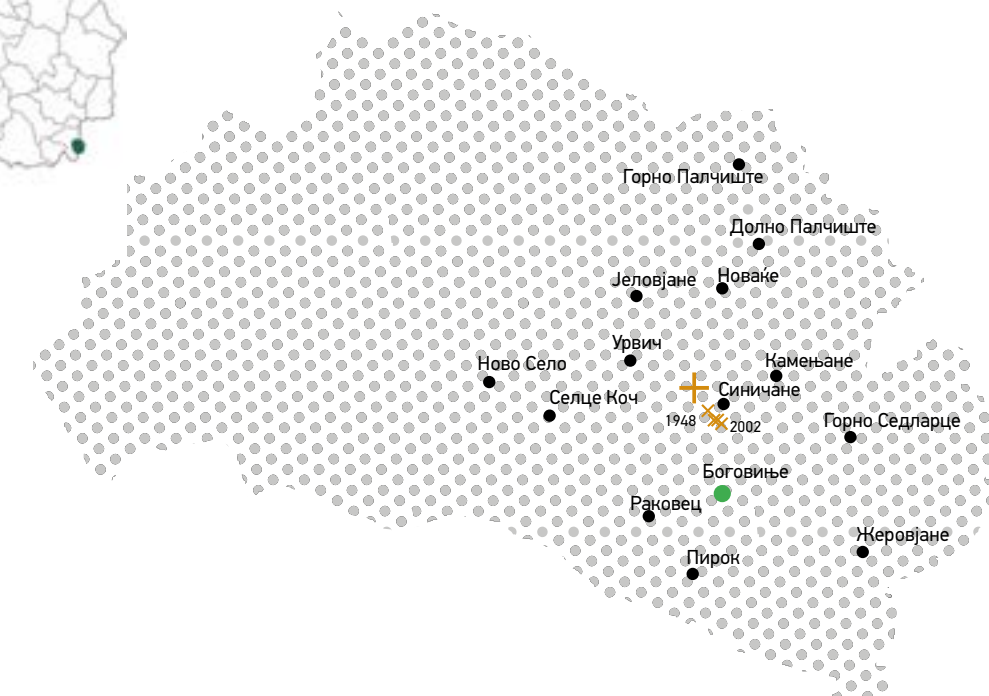 Горно Палчиште
Долно Палчиште
Јеловјане
Новаќе
Урвич
Ново Село
Камењане
Селце Коч
Синичане
1948
2002
Горно Седларце
Боговиње
Раковец
Жеровјане
Пирок